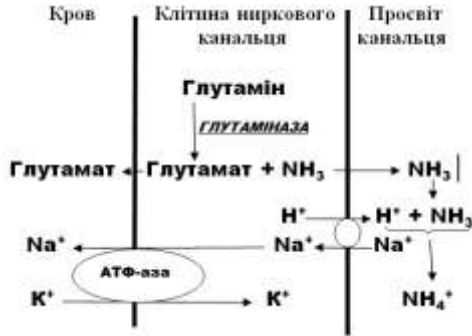 Кров Клітина ниркового канальця Просвіт канальця
Глутамін
ГЛУТАМІНАЗА
Глутамат Глутамат + NH₃ NH₃
H⁺ H⁺ + NH₃
Na⁺ Na⁺ Na⁺
АТФ-аза
K⁺ K⁺ NH₄⁺